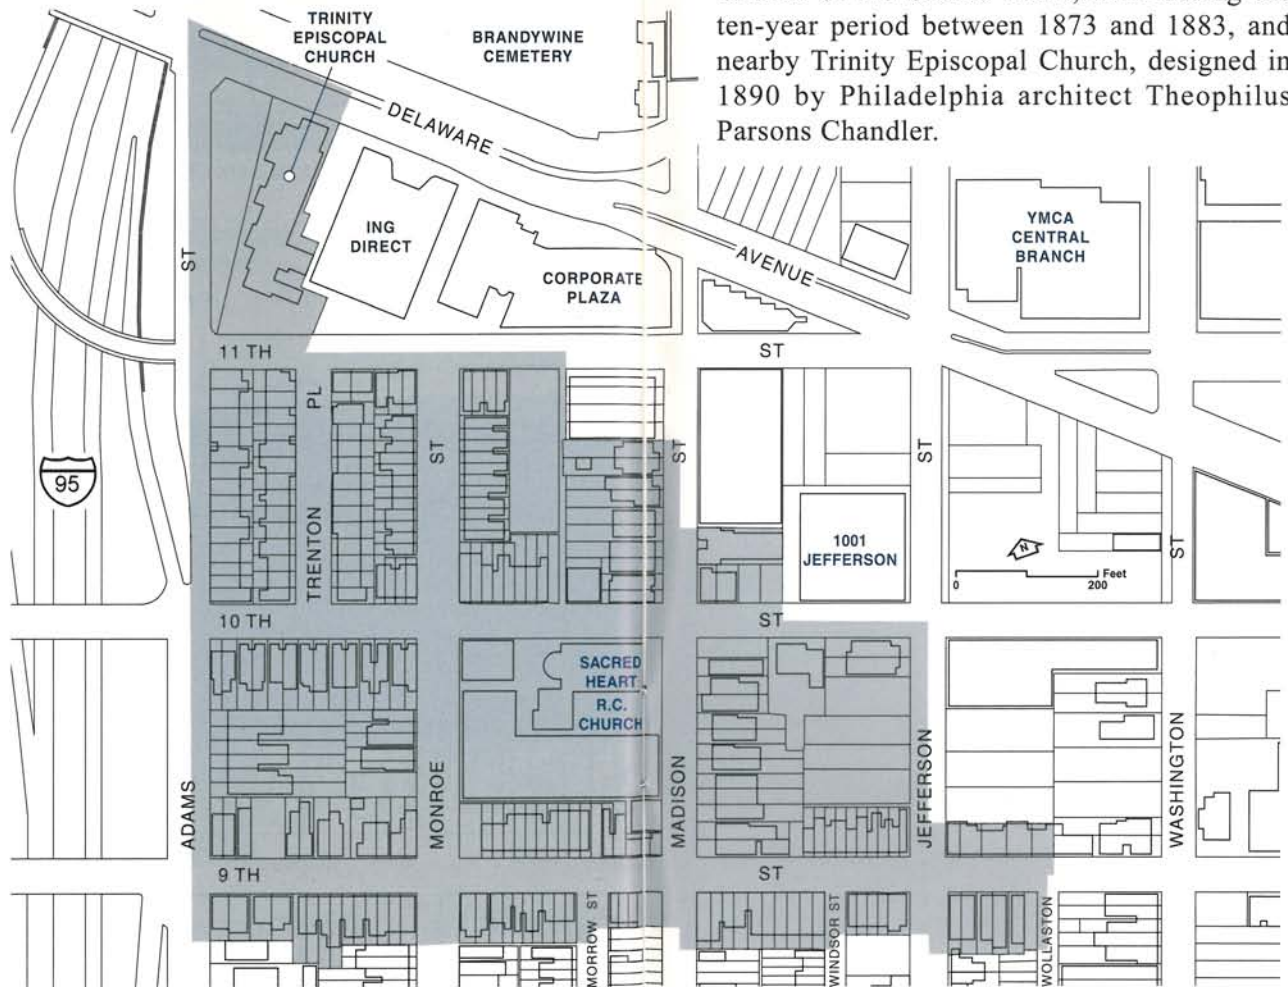 ten-year period between 1873 and 1883, and
nearby Trinity Episcopal Church, designed in
1890 by Philadelphia architect Theophilus
Parsons Chandler.
TRINITY
EPISCOPAL
CHURCH
BRANDYWINE
CEMETERY
DELAWARE
AVENUE
ING
DIRECT
CORPORATE
PLAZA
YMCA
CENTRAL
BRANCH
ST
11 TH
ST
PL
TRENTON
ST
ST
ST
ST
95
1001
JEFFERSON
N
0
200
Feet
10 TH
ST
SACRED
HEART
R.C.
CHURCH
ADAMS
MONROE
MADISON
JEFFERSON
WASHINGTON
9 TH
ST
MORROW ST
WINDSOR ST
WOLLASTON